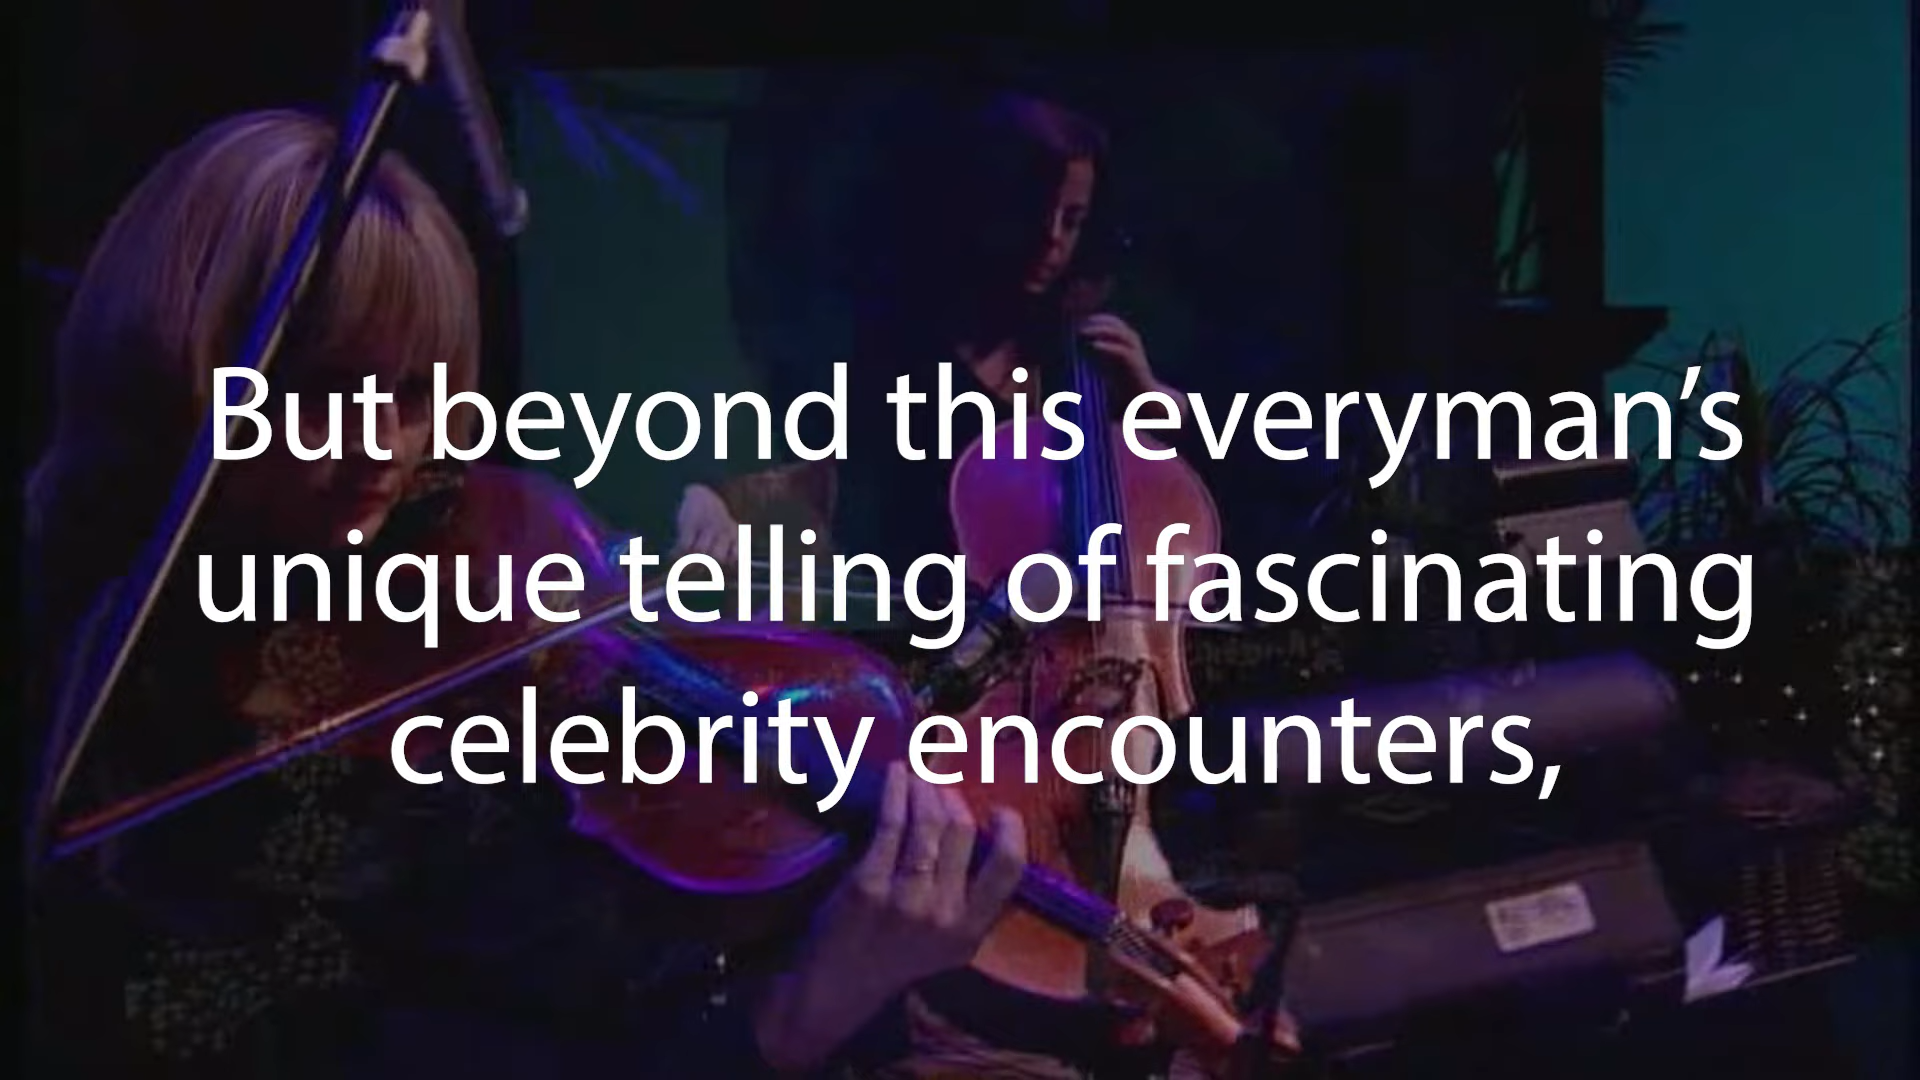 But beyond this everyman’s
unique telling of fascinating
celebrity encounters,